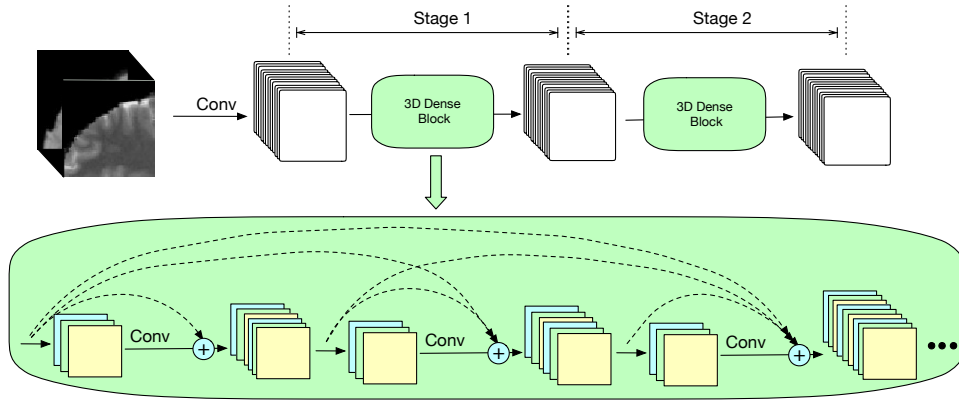 Stage 1
Stage 2
Conv
3D Dense
Block
3D Dense
Block
Conv
+
Conv
+
Conv
+